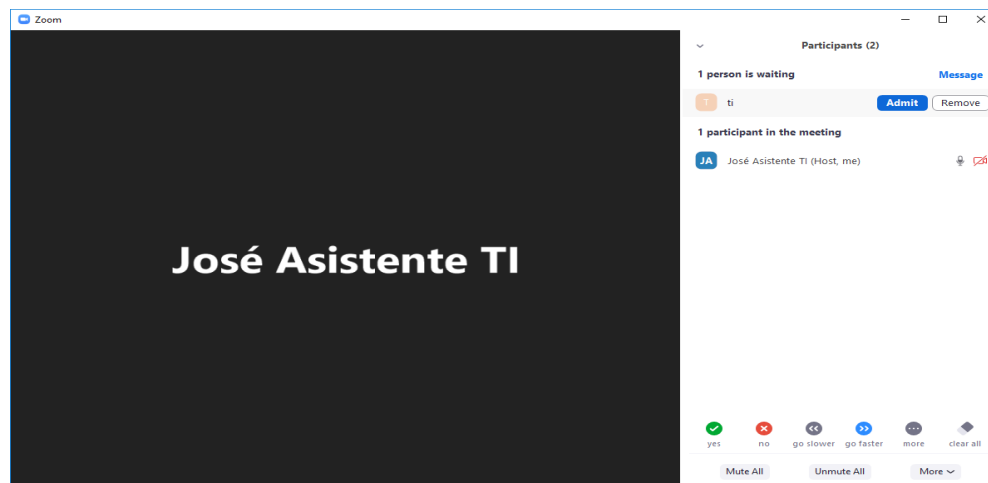 Zoom
Participants (2)
1 person is waiting Message
T ti Admit Remove
1 participant in the meeting
JA José Asistente TI (Host, me)
José Asistente TI
yes no go slower go faster more clear all
Mute All Unmute All More